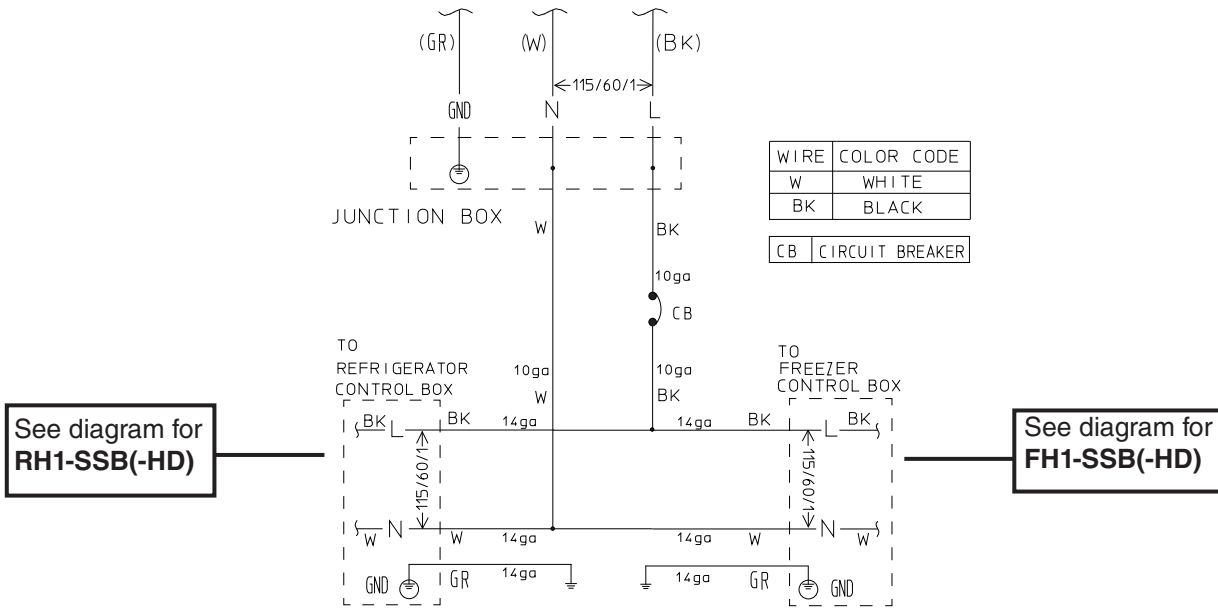 (GR) (W) (BK)
115/60/1
GND N L
JUNCTION BOX
WIRE COLOR CODE
W WHITE
BK BLACK
CB CIRCUIT BREAKER
W BK
10ga
CB
TO
REFRIGERATOR
CONTROL BOX
10ga
W
10ga
BK
TO
FREEZER
CONTROL BOX
See diagram for
RH1-SSB(-HD)
BK L BK 14ga 14ga BK L BK
115/60/1
115/60/1
See diagram for
FH1-SSB(-HD)
W N W 14ga 14ga W N W
GND GR 14ga 14ga GR GND